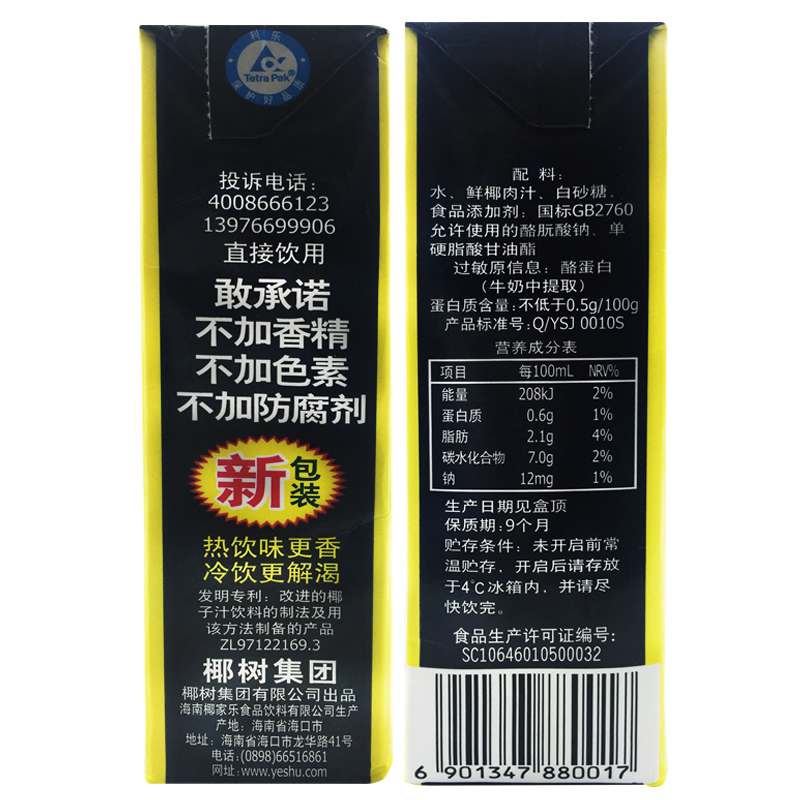 利乐
Tetra Pak®
保护好品质
投诉电话:
4008666123
13976699906
直接饮用
敢承诺
不加香精
不加色素
不加防腐剂
新包装
热饮味更香
冷饮更解渴
发明专利: 改进的椰
子汁饮料的制法及用
该方法制备的产品
ZL97122169.3
椰树集团
椰树集团有限公司出品
海南椰家乐食品饮料有限公司生产
产地: 海南省海口市
地址: 海南省海口市龙华路41号
电话:(0898)66516861
网址:www.yeshu.com
配 料:
水、鲜椰肉汁、白砂糖、
食品添加剂: 国标GB2760
允许使用的酪朊酸钠、单
硬脂酸甘油酯
过敏原信息: 酪蛋白
(牛奶中提取)
蛋白质含量:不低于0.5g/100g
产品标准号:Q/YSJ 0010S
营养成分表
项目 每100mL NRV%
能量 208kJ 2%
蛋白质 0.6g 1%
脂肪 2.1g 4%
碳水化合物 7.0g 2%
钠 12mg 1%
生产日期见盒顶
保质期:9个月
贮存条件: 未开启前常
温贮存, 开启后请存放
于4℃冰箱内, 并请尽
快饮完。
食品生产许可证编号:
SC10646010500032
6 901347 880017